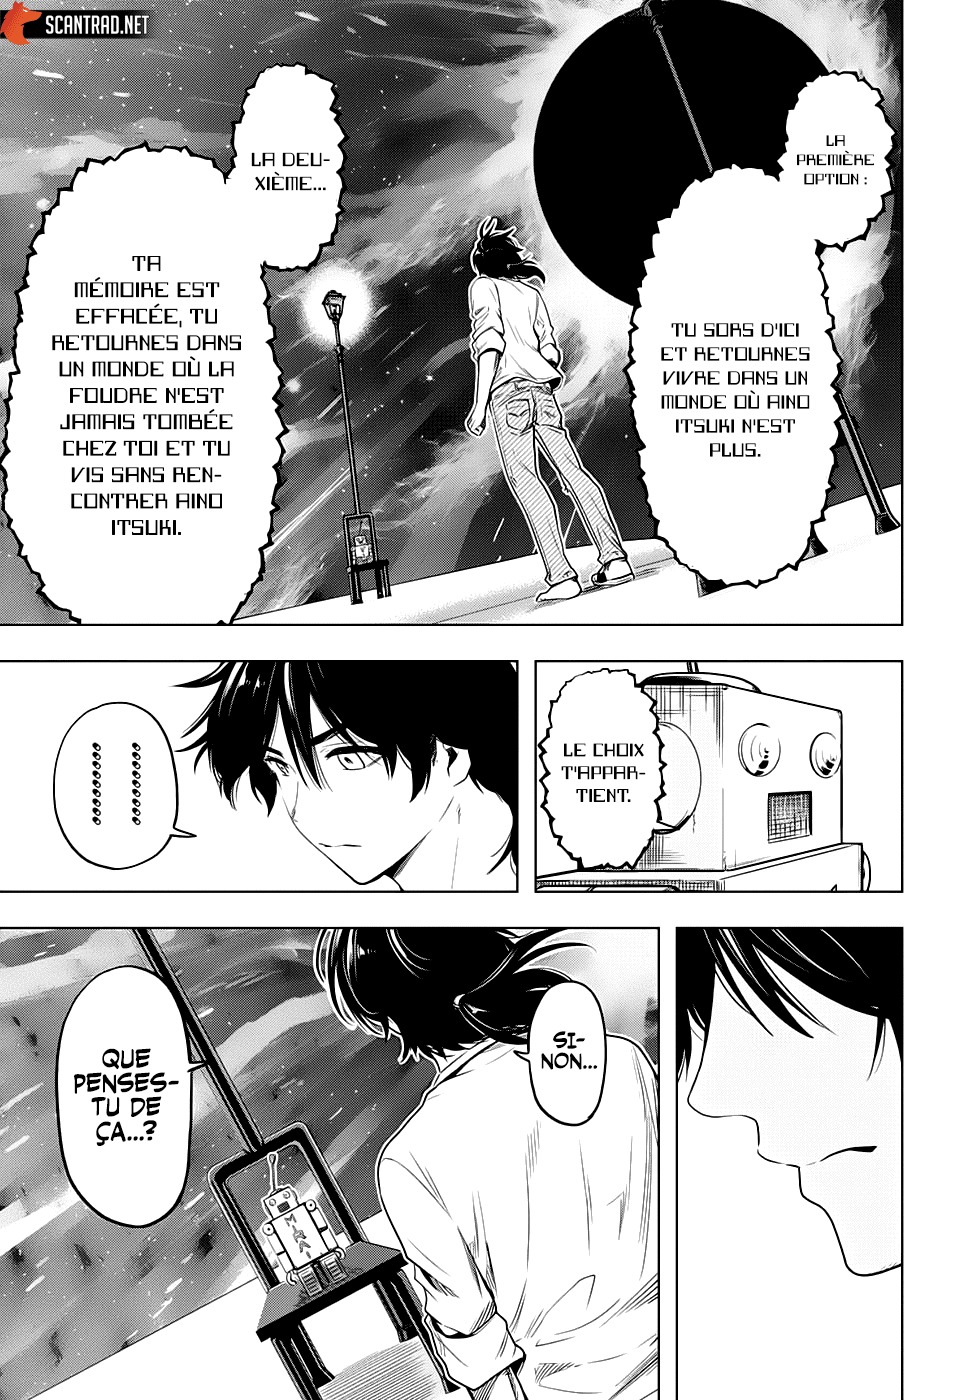 SCANTRAD.NET
LA
PREMIÈRE
OPTION :
TU SORS D'ICI
ET RETOURNES
VIVRE DANS UN
MONDE OÙ AINO
ITSUKI N'EST
PLUS.
LA DEU-
XIÈME...
TA
MÉMOIRE EST
EFFACÉE, TU
RETOURNES DANS
UN MONDE OÙ LA
FOUDRE N'EST
JAMAIS TOMBÉE
CHEZ TOI ET TU
VIS SANS REN-
CONTRER AINO
ITSUKI.
LE CHOIX
T'APPAR-
TIENT.
SI-
NON...
QUE
PENSES-
TU DE
ÇA...?
MIRAI